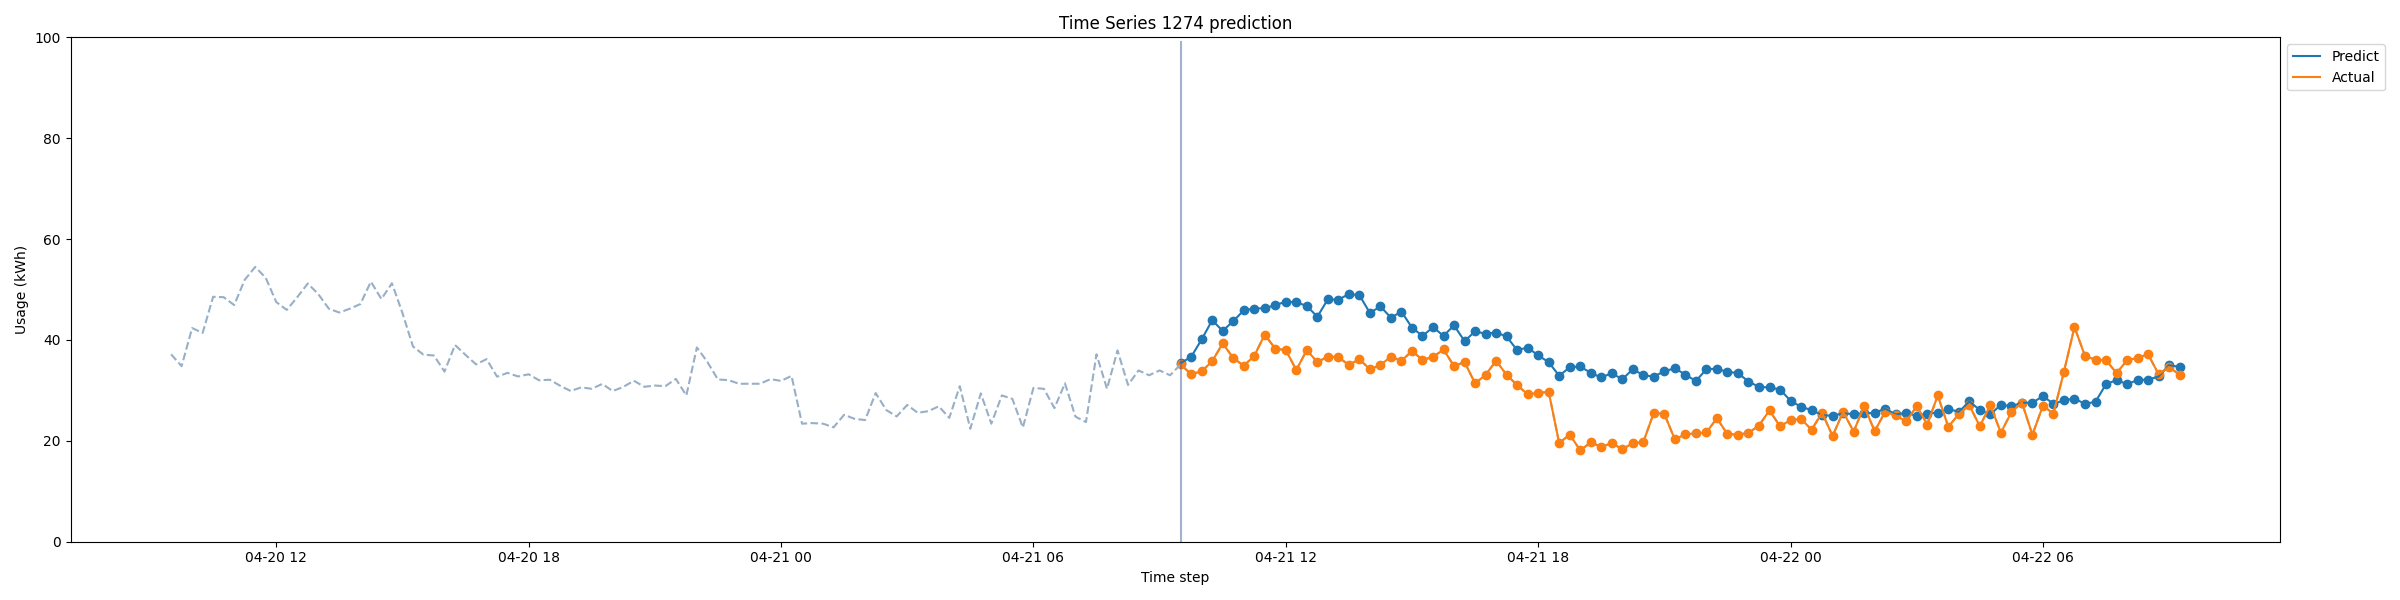 Time Series 1274 prediction
100
80
60
40
20
0
Usage (kWh)
04-20 12
04-20 18
04-21 00
04-21 06
04-21 12
04-21 18
04-22 00
04-22 06
Time step
Predict
Actual